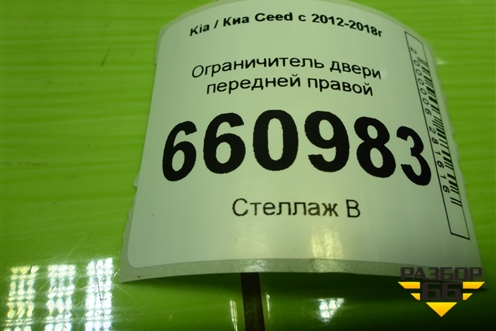 Kia / Киа Ceed с 2012-2018г
Ограничитель двери
передней правой
660983
Стеллаж В
РАЗБОР
66